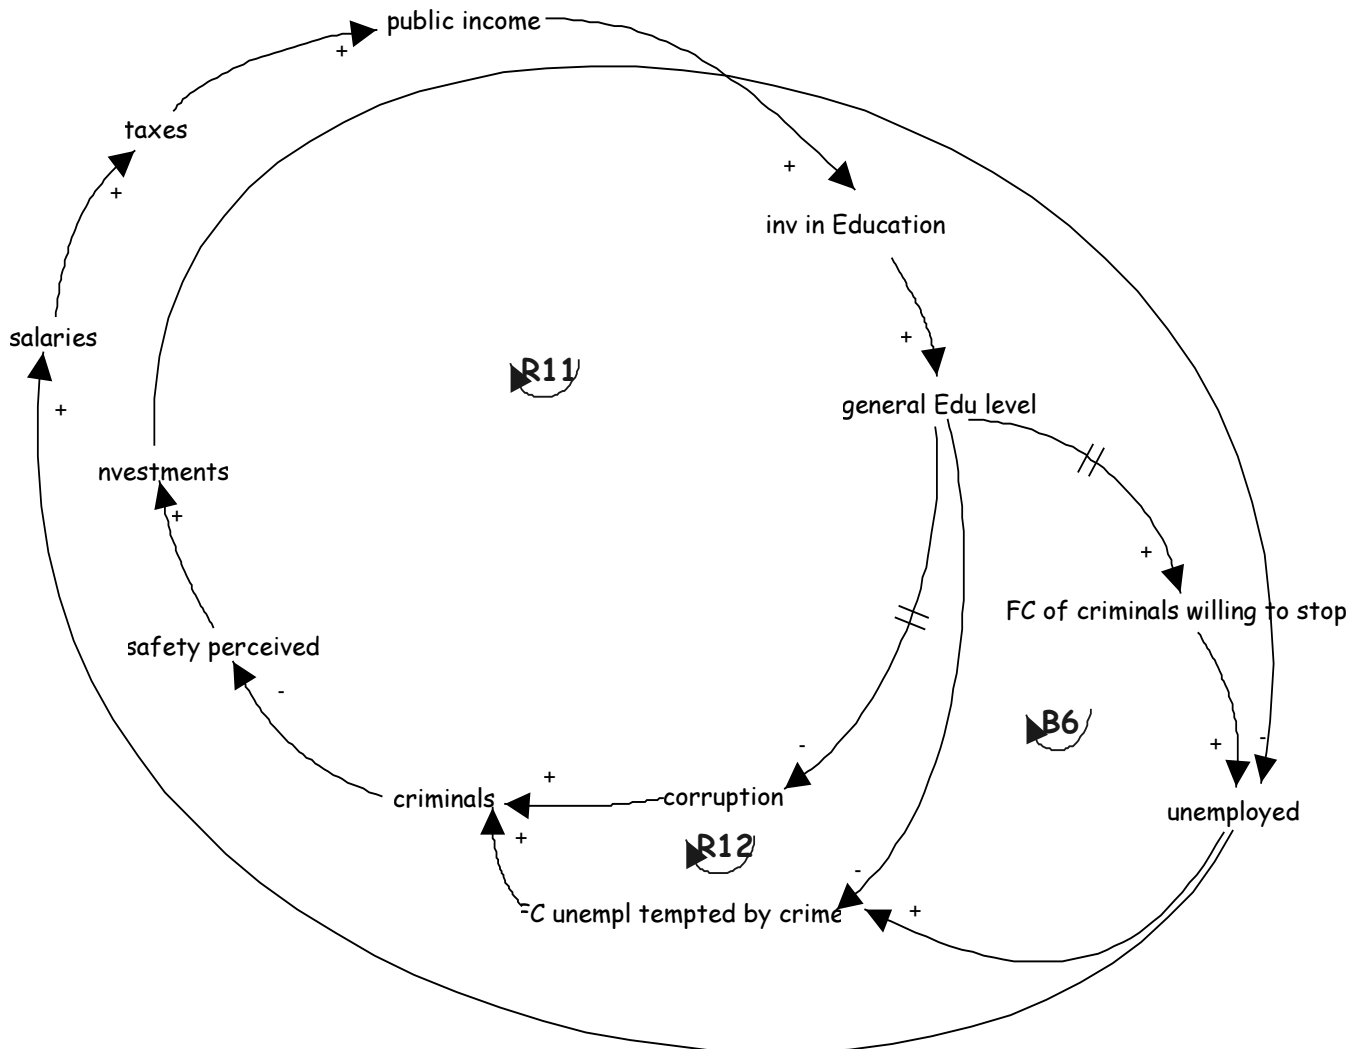 public income
+
taxes
+
+
inv in Education
+
salaries
R11
+
general Edu level
nvestments
+
+
FC of criminals willing to stop
safety perceived
-
B6
+
-
-
+
criminals
corruption
unemployed
+
R12
-
FC unempl tempted by crime
+